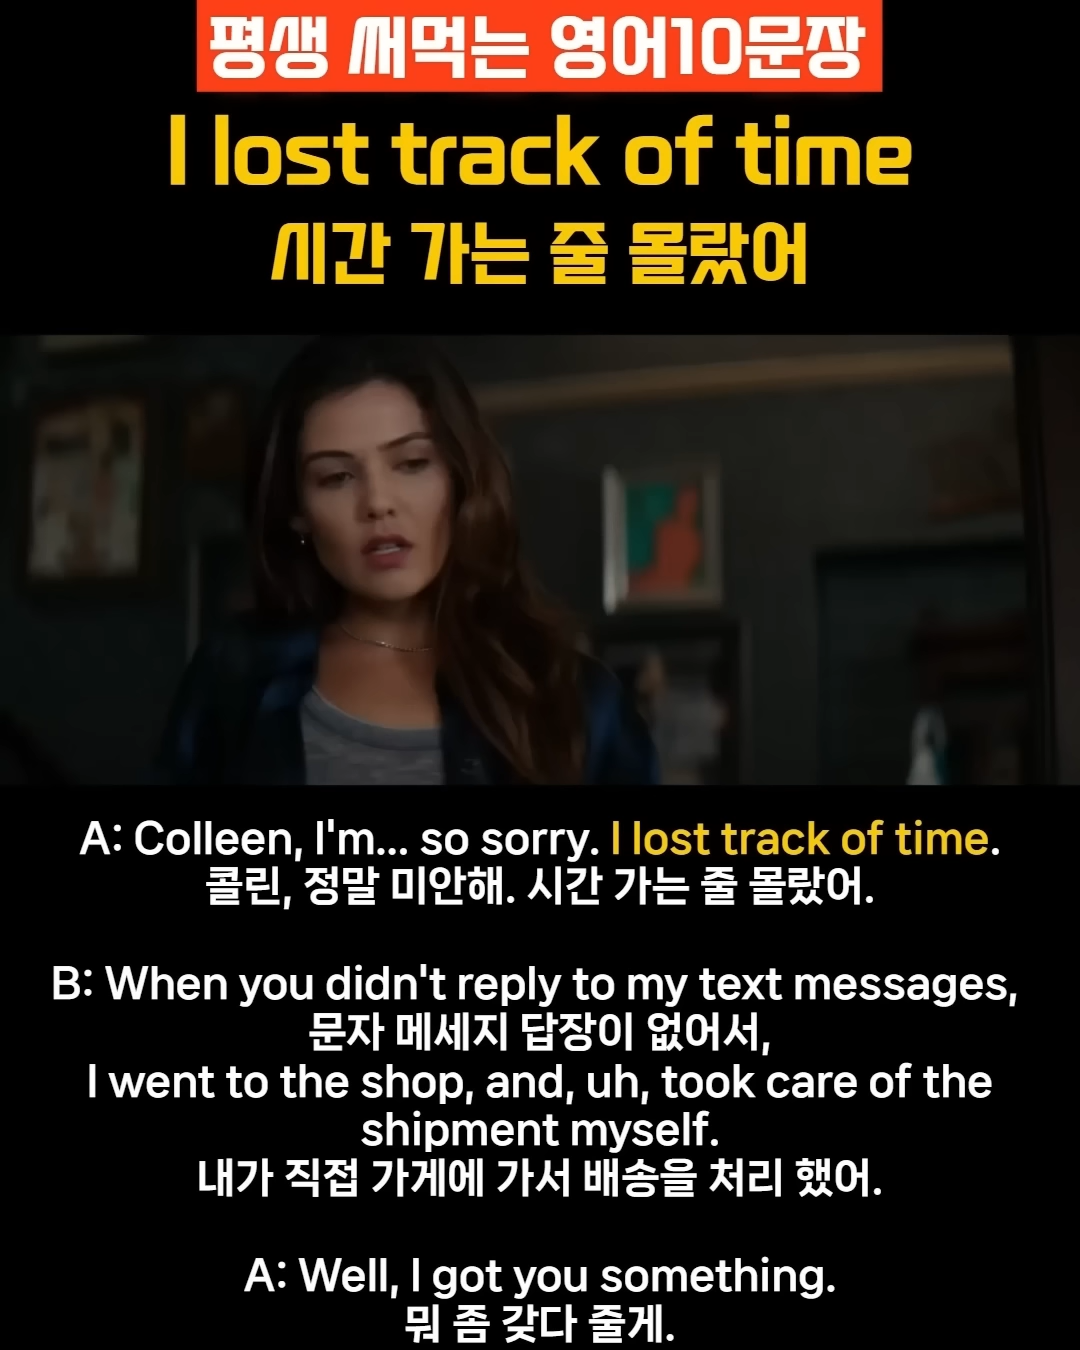 평생 써먹는 영어10문장
I lost track of time
시간 가는 줄 몰랐어
A: Colleen, I'm... so sorry. I lost track of time.
콜린, 정말 미안해. 시간 가는 줄 몰랐어.
B: When you didn't reply to my text messages,
문자 메세지 답장이 없어서,
I went to the shop, and, uh, took care of the
shipment myself.
내가 직접 가게에 가서 배송을 처리 했어.
A: Well, I got you something.
뭐 좀 갖다 줄게.